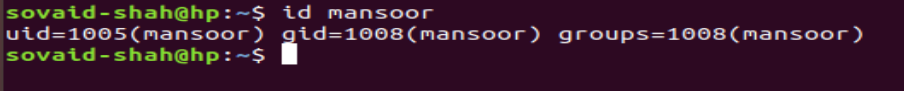 sovaid-shah@hp:~$ id mansoor
uid=1005(mansoor) gid=1008(mansoor) groups=1008(mansoor)
sovaid-shah@hp:~$